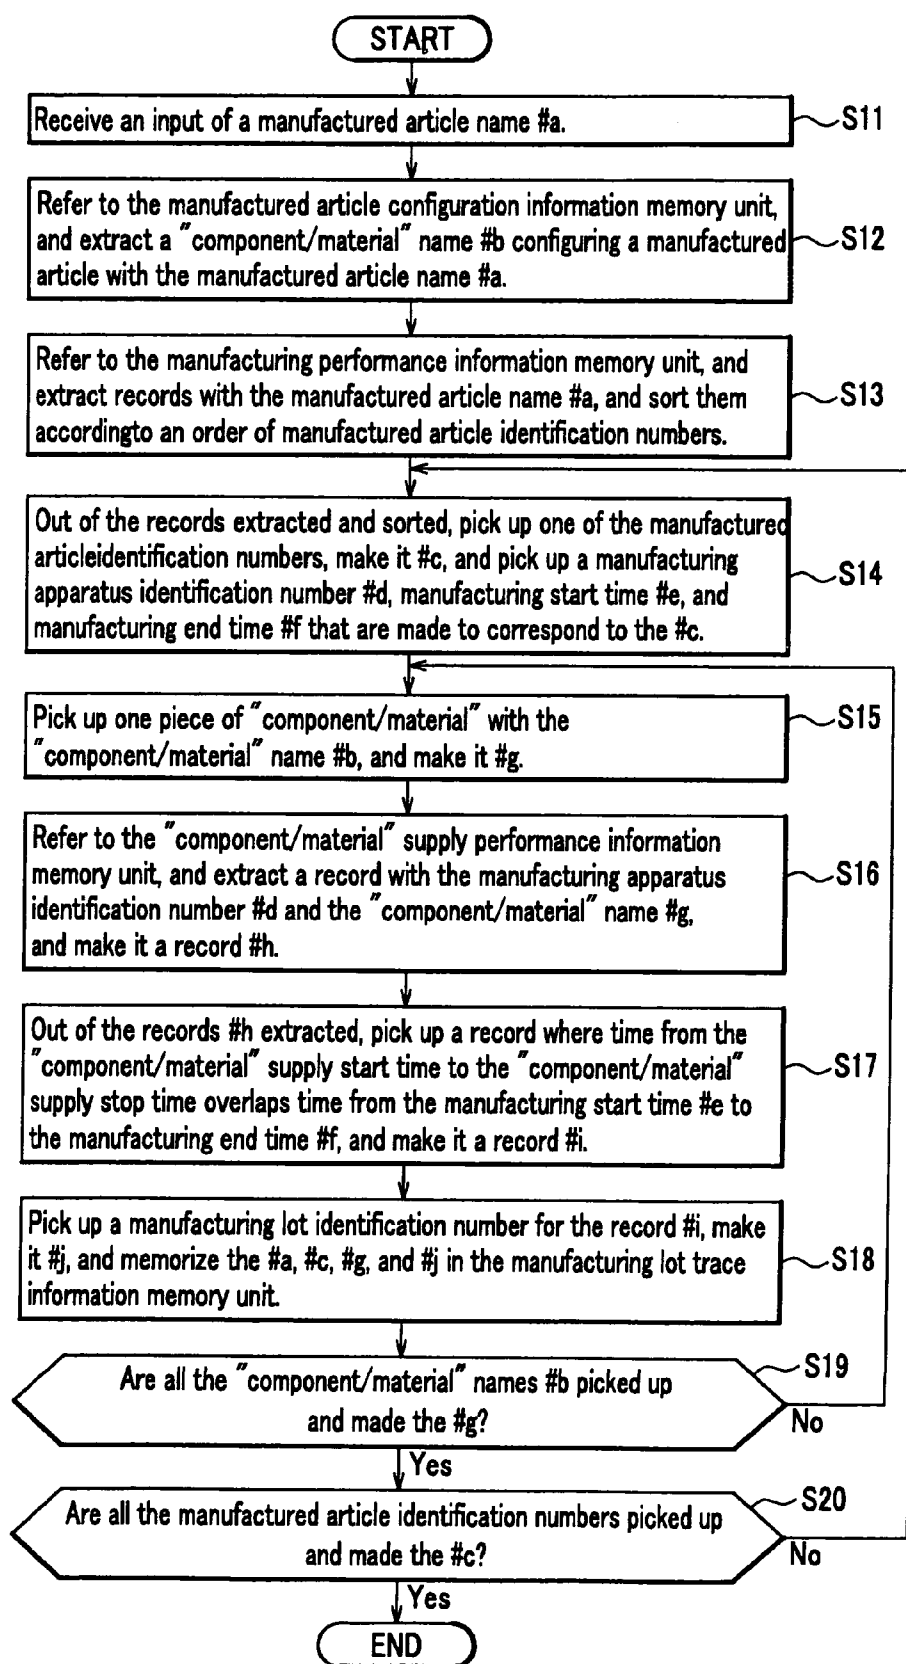 START
Receive an input of a manufactured article name #a.
S11
Refer to the manufactured article configuration information memory unit,
and extract a "component/material" name #b configuring a manufactured
article with the manufactured article name #a.
S12
Refer to the manufacturing performance information memory unit, and
extract records with the manufactured article name #a, and sort them
accordingto an order of manufactured article identification numbers.
S13
Out of the records extracted and sorted, pick up one of the manufactured
articleidentification numbers, make it #c, and pick up a manufacturing
apparatus identification number #d, manufacturing start time #e, and
manufacturing end time #f that are made to correspond to the #c.
S14
Pick up one piece of "component/material" with the
"component/material" name #b, and make it #g.
S15
Refer to the "component/material" supply performance information
memory unit, and extract a record with the manufacturing apparatus
identification number #d and the "component/material" name #g,
and make it a record #h.
S16
Out of the records #h extracted, pick up a record where time from the
"component/material" supply start time to the "component/material"
supply stop time overlaps time from the manufacturing start time #e to
the manufacturing end time #f, and make it a record #i.
S17
Pick up a manufacturing lot identification number for the record #i, make
it #j, and memorize the #a, #c, #g, and #j in the manufacturing lot trace
information memory unit.
S18
Are all the "component/material" names #b picked up
and made the #g?
S19
No
Yes
Are all the manufactured article identification numbers picked up
and made the #c?
S20
No
Yes
END